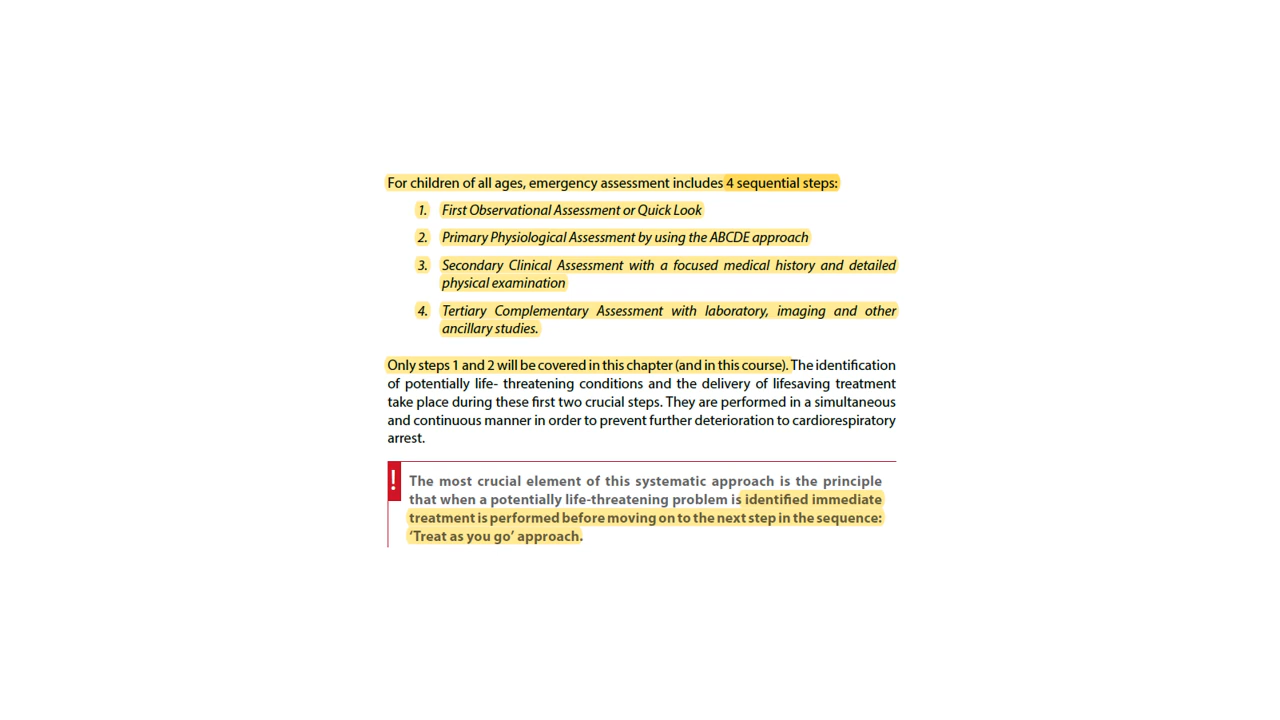 For children of all ages, emergency assessment includes 4 sequential steps:
1. First Observational Assessment or Quick Look
2. Primary Physiological Assessment by using the ABCDE approach
3. Secondary Clinical Assessment with a focused medical history and detailed
physical examination
4. Tertiary Complementary Assessment with laboratory, imaging and other
ancillary studies.
Only steps 1 and 2 will be covered in this chapter (and in this course). The identification
of potentially life- threatening conditions and the delivery of lifesaving treatment
take place during these first two crucial steps. They are performed in a simultaneous
and continuous manner in order to prevent further deterioration to cardiorespiratory
arrest.
! The most crucial element of this systematic approach is the principle
that when a potentially life-threatening problem is identified immediate
treatment is performed before moving on to the next step in the sequence:
‘Treat as you go’ approach.